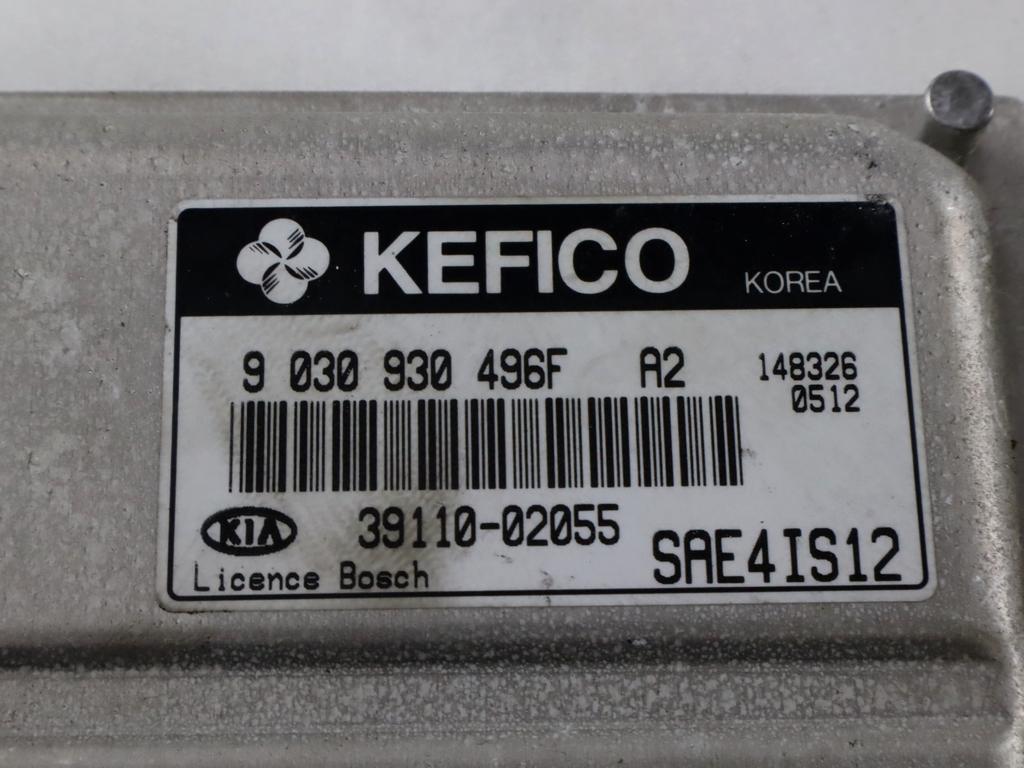 KEFICO KOREA
9 030 930 496F A2 148326
0512
KIA 39110-02055 SAE4IS12
Licence Bosch